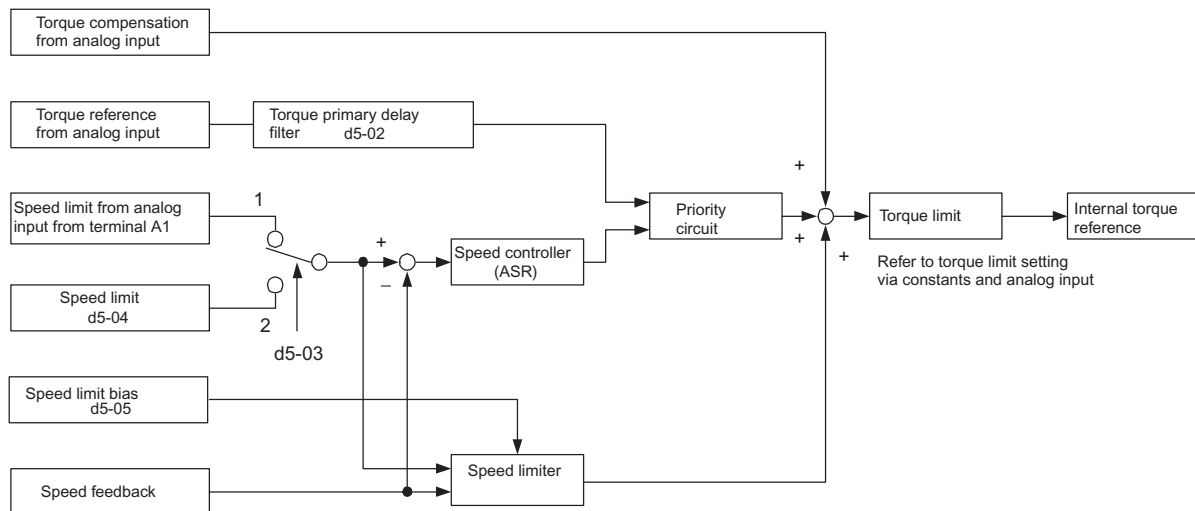 Torque compensation
from analog input
Torque reference
from analog input
Torque primary delay
filter d5-02
Speed limit from analog
input from terminal A1
1
Speed limit
d5-04
2
d5-03
+
–
Speed controller
(ASR)
Priority
circuit
+
+
+
Torque limit
Internal torque
reference
Refer to torque limit setting
via constants and analog input
Speed limit bias
d5-05
Speed feedback
Speed limiter